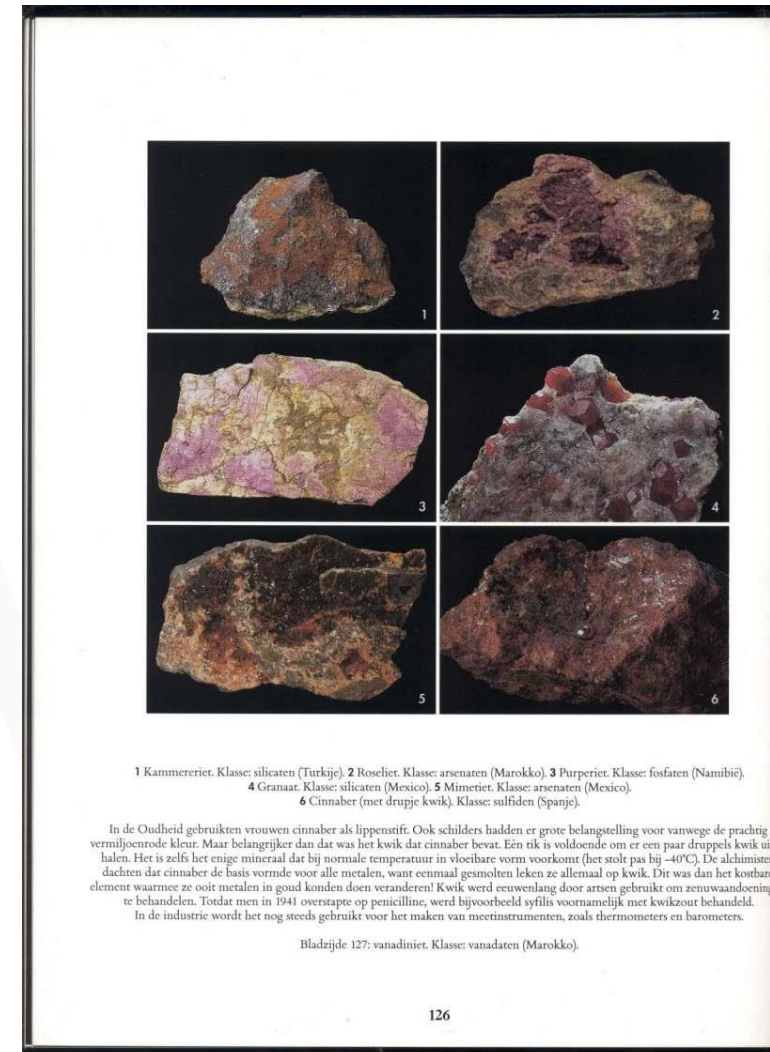 1
2
3
4
5
6
1 Kammereriet. Klasse: silicaten (Turkije). 2 Roseliet. Klasse: arsenaten (Marokko). 3 Purperiet. Klasse: fosfaten (Namibië).
4 Granaat. Klasse: silicaten (Mexico). 5 Mimetiet. Klasse: arsenaten (Mexico).
6 Cinnaber (met drupje kwik). Klasse: sulfiden (Spanje).
In de Oudheid gebruikten vrouwen cinnaber als lippenstift. Ook schilders hadden er grote belangstelling voor vanwege de prachtig
vermiljoenrode kleur. Maar belangrijker dan dat was het kwik dat cinnaber bevat. Eén tik is voldoende om er een paar druppels kwik ui
halen. Het is zelfs het enige mineraal dat bij normale temperatuur in vloeibare vorm voorkomt (het stolt pas bij –40°C). De alchimisten
dachten dat cinnaber de basis vormde voor alle metalen, want eenmaal gesmolten leken ze allemaal op kwik. Dit was dan het kostbare
element waarmee ze ooit metalen in goud konden doen veranderen! Kwik werd eeuwenlang door artsen gebruikt om zenuwaandoening
te behandelen. Totdat men in 1941 overstapte op penicilline, werd bijvoorbeeld syfilis voornamelijk met kwikzout behandeld.
In de industrie wordt het nog steeds gebruikt voor het maken van meetinstrumenten, zoals thermometers en barometers.
Bladzijde 127: vanadiniet. Klasse: vanadaten (Marokko).
126